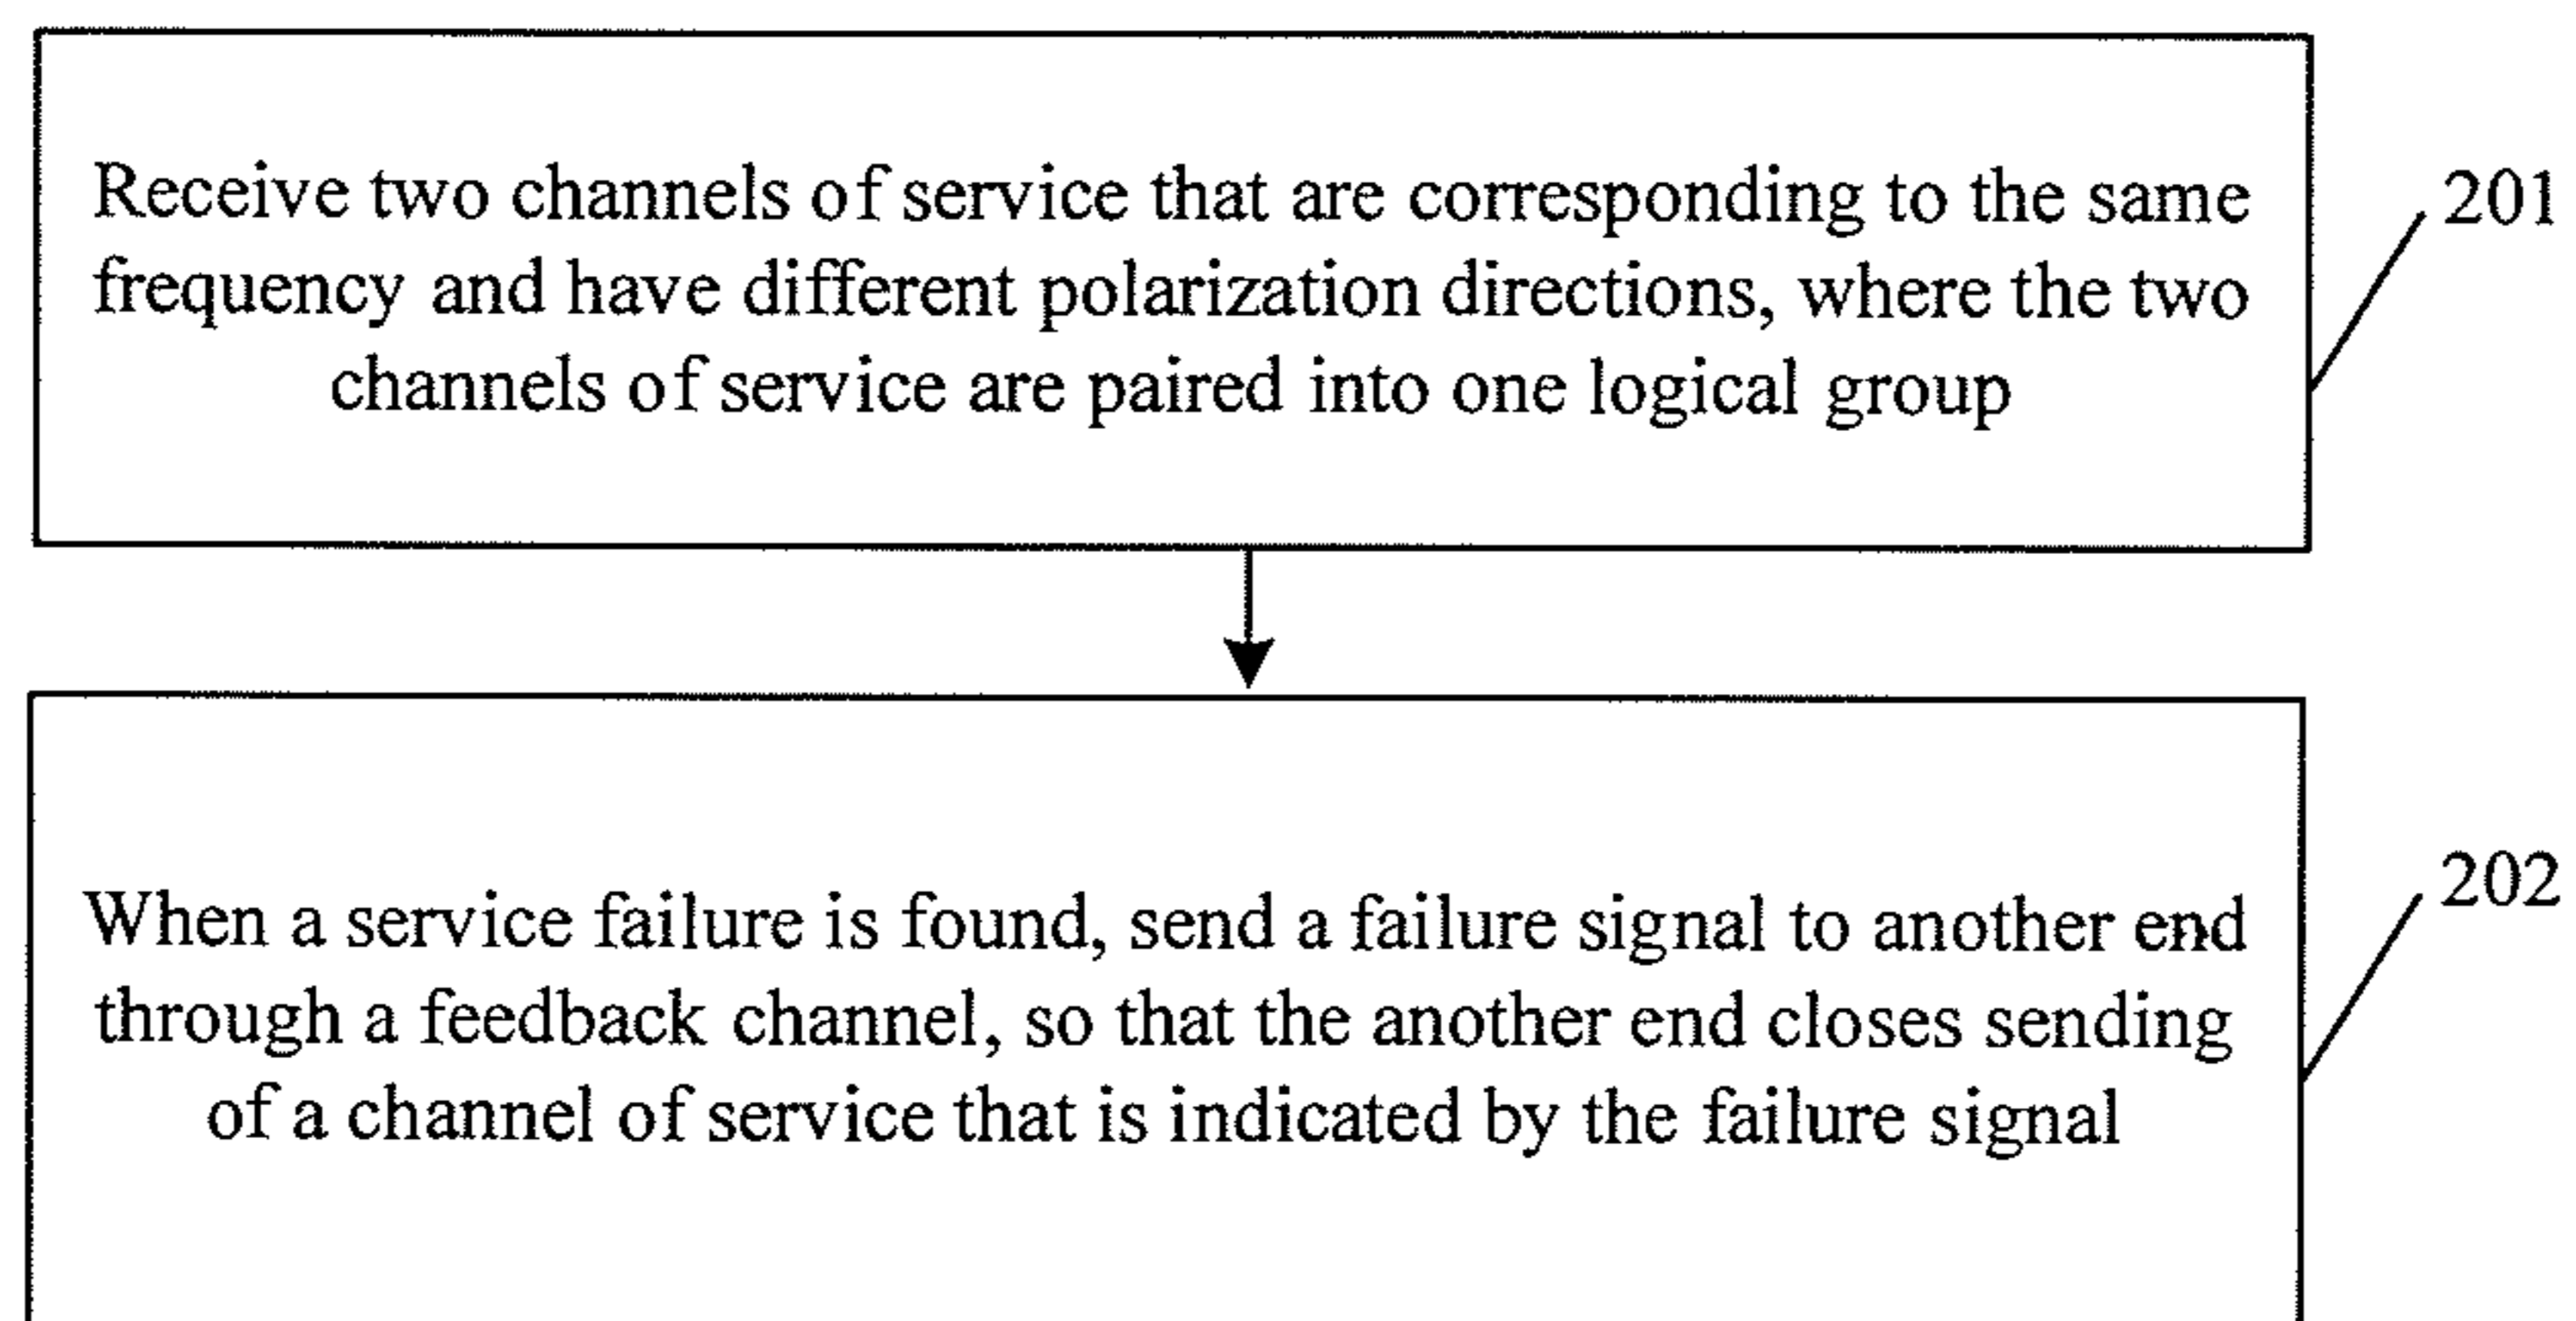 Receive two channels of service that are corresponding to the same
frequency and have different polarization directions, where the two
channels of service are paired into one logical group
201
When a service failure is found, send a failure signal to another end
through a feedback channel, so that the another end closes sending
of a channel of service that is indicated by the failure signal
202